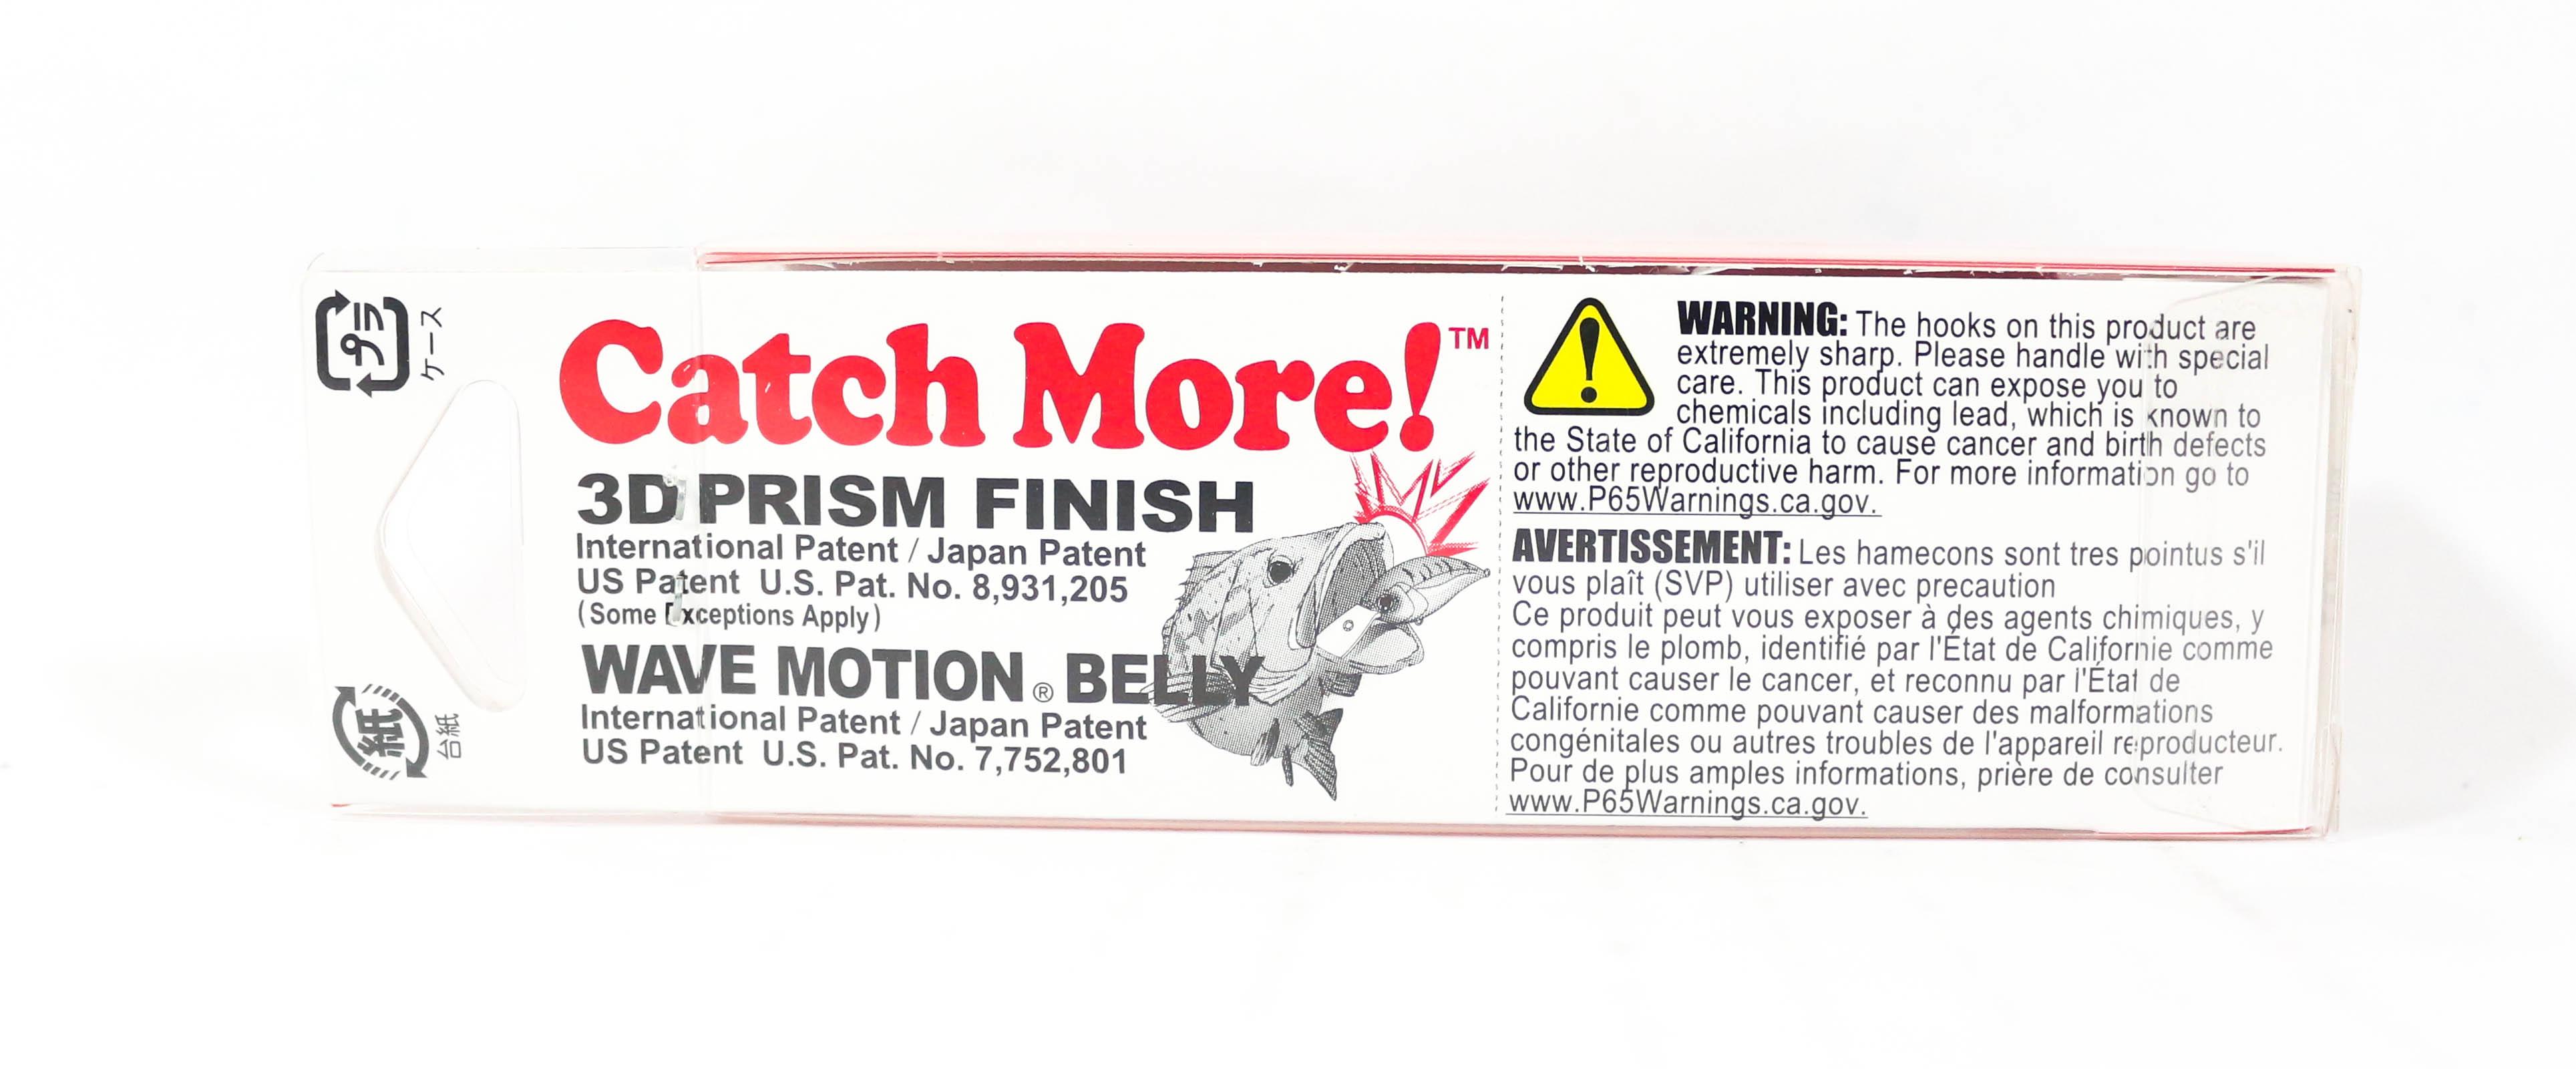 プラ
ケース
紙
台紙
Catch More!™
3D PRISM FINISH
International Patent / Japan Patent
US Patent U.S. Pat. No. 8,931,205
(Some Exceptions Apply)
WAVE MOTION ® BELLY
International Patent / Japan Patent
US Patent U.S. Pat. No. 7,752,801
WARNING: The hooks on this product are
extremely sharp. Please handle with special
care. This product can expose you to
chemicals including lead, which is known to
the State of California to cause cancer and birth defects
or other reproductive harm. For more information go to
www.P65Warnings.ca.gov.
AVERTISSEMENT: Les hamecons sont tres pointus s'il
vous plaît (SVP) utiliser avec precaution
Ce produit peut vous exposer à des agents chimiques, y
compris le plomb, identifié par l'État de Californie comme
pouvant causer le cancer, et reconnu par l'État de
Californie comme pouvant causer des malformations
congénitales ou autres troubles de l'appareil reproducteur.
Pour de plus amples informations, prière de consulter
www.P65Warnings.ca.gov.